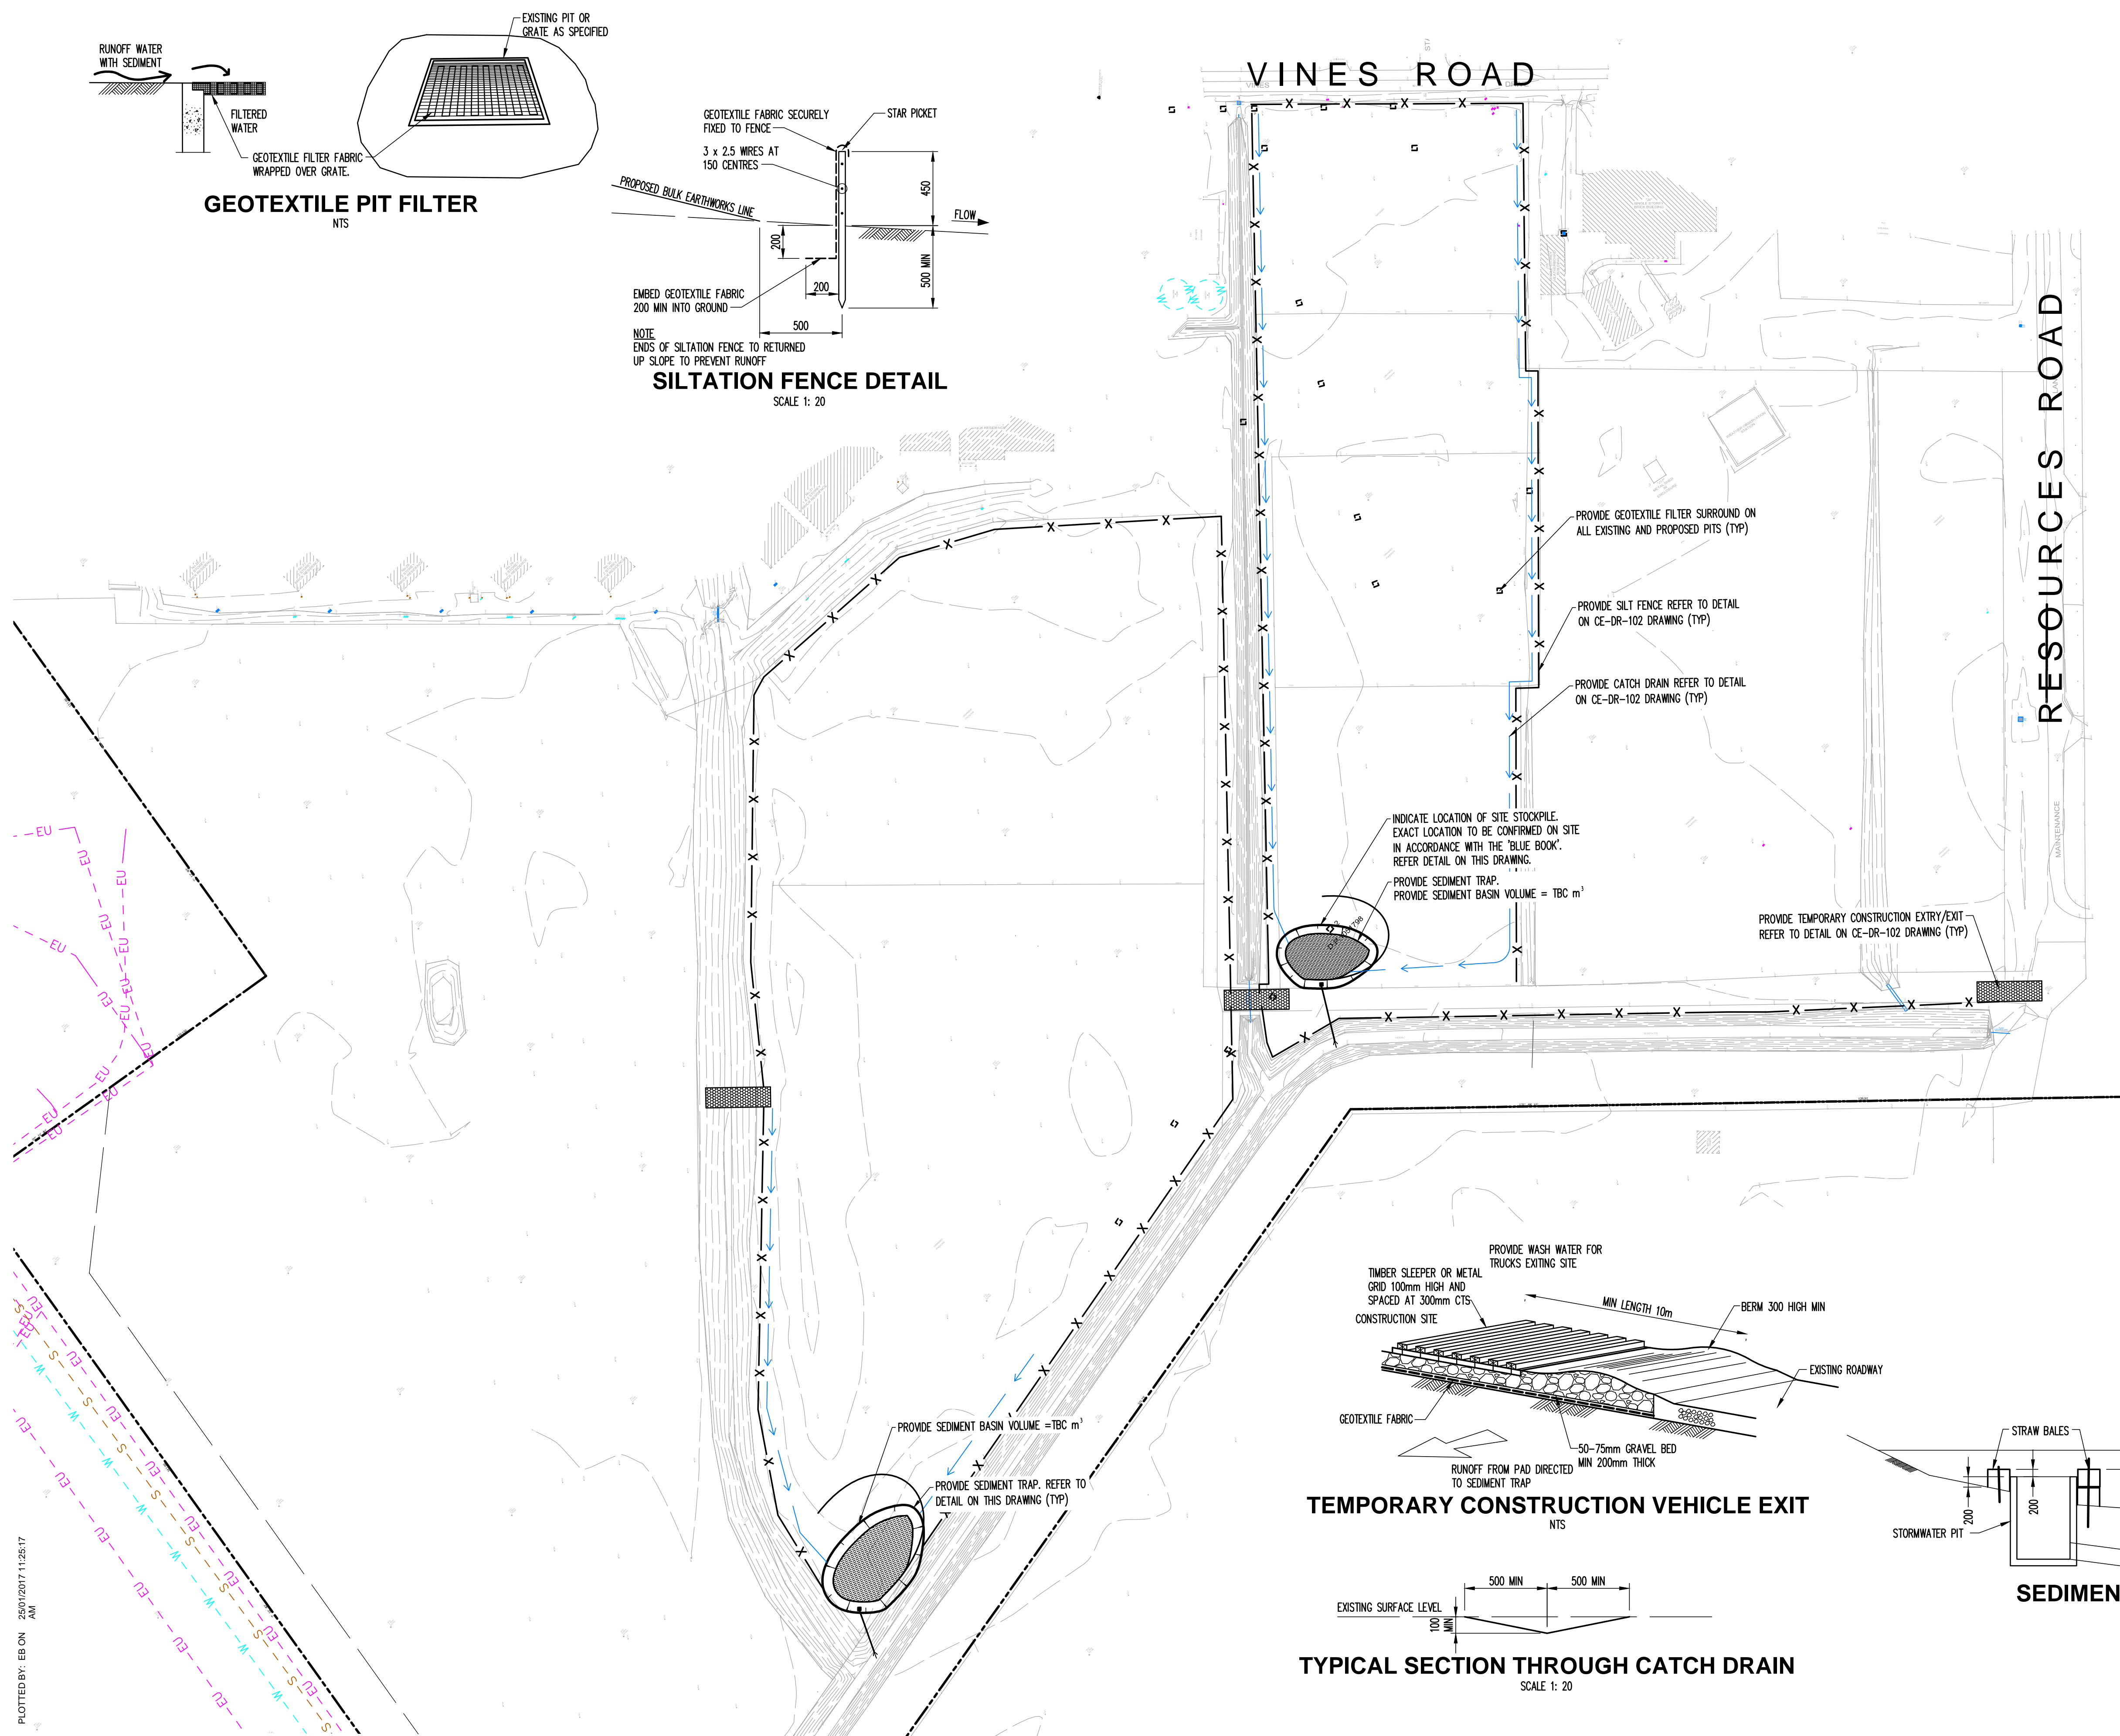 EXISTING PIT OR
GRATE AS SPECIFIED
RUNOFF WATER
WITH SEDIMENT
FILTERED
WATER
GEOTEXTILE FILTER FABRIC
WRAPPED OVER GRATE.
GEOTEXTILE PIT FILTER
NTS
GEOTEXTILE FABRIC SECURELY
FIXED TO FENCE
STAR PICKET
3 x 2.5 WIRES AT
150 CENTRES
PROPOSED BULK EARTHWORKS LINE
450
FLOW
200
500 MIN
200
EMBED GEOTEXTILE FABRIC
200 MIN INTO GROUND
500
NOTE
ENDS OF SILTATION FENCE TO RETURNED
UP SLOPE TO PREVENT RUNOFF
SILTATION FENCE DETAIL
SCALE 1: 20
VINES ROAD
VINES
RESOURCES ROAD
MAINTENANCE
PROVIDE GEOTEXTILE FILTER SURROUND ON
ALL EXISTING AND PROPOSED PITS (TYP)
PROVIDE SILT FENCE REFER TO DETAIL
ON CE-DR-102 DRAWING (TYP)
PROVIDE CATCH DRAIN REFER TO DETAIL
ON CE-DR-102 DRAWING (TYP)
INDICATE LOCATION OF SITE STOCKPILE.
EXACT LOCATION TO BE CONFIRMED ON SITE
IN ACCORDANCE WITH THE 'BLUE BOOK'.
REFER DETAIL ON THIS DRAWING.
PROVIDE SEDIMENT TRAP.
PROVIDE SEDIMENT BASIN VOLUME = TBC m³
PROVIDE TEMPORARY CONSTRUCTION EXTRY/EXIT
REFER TO DETAIL ON CE-DR-102 DRAWING (TYP)
PROVIDE SEDIMENT BASIN VOLUME =TBC m³
PROVIDE SEDIMENT TRAP. REFER TO
DETAIL ON THIS DRAWING (TYP)
PROVIDE WASH WATER FOR
TRUCKS EXITING SITE
TIMBER SLEEPER OR METAL
GRID 100mm HIGH AND
SPACED AT 300mm CTS
CONSTRUCTION SITE
MIN LENGTH 10m
BERM 300 HIGH MIN
EXISTING ROADWAY
GEOTEXTILE FABRIC
50-75mm GRAVEL BED
MIN 200mm THICK
RUNOFF FROM PAD DIRECTED
TO SEDIMENT TRAP
TEMPORARY CONSTRUCTION VEHICLE EXIT
NTS
STRAW BALES
200
200
STORMWATER PIT
SEDIMEN
500 MIN
500 MIN
EXISTING SURFACE LEVEL
100
MIN
TYPICAL SECTION THROUGH CATCH DRAIN
SCALE 1: 20
PLOTTED BY: EB ON 25/01/2017 11:25:17
AM